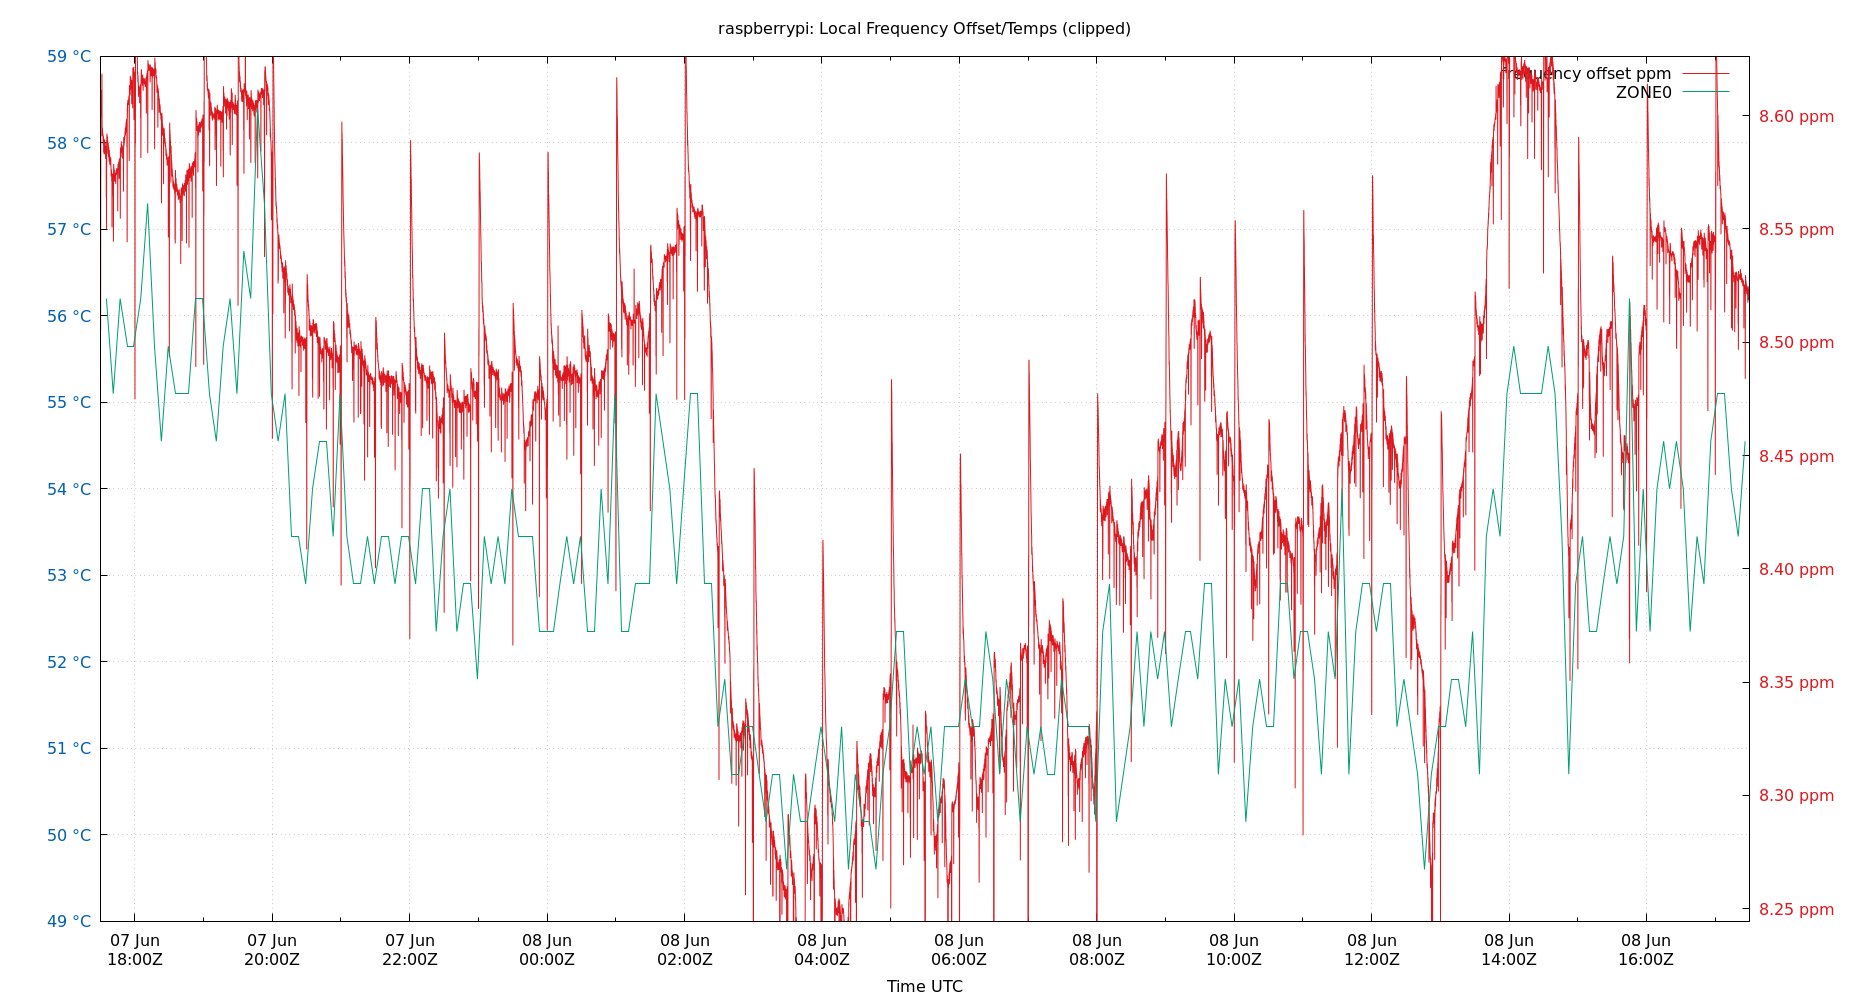 raspberrypi: Local Frequency Offset/Temps (clipped)
59 °C
58 °C
57 °C
56 °C
55 °C
54 °C
53 °C
52 °C
51 °C
50 °C
49 °C
frequency offset ppm
ZONE0
8.60 ppm
8.55 ppm
8.50 ppm
8.45 ppm
8.40 ppm
8.35 ppm
8.30 ppm
8.25 ppm
07 Jun 07 Jun 07 Jun 08 Jun 08 Jun 08 Jun 08 Jun 08 Jun 08 Jun 08 Jun 08 Jun 08 Jun
18:00Z 20:00Z 22:00Z 00:00Z 02:00Z 04:00Z 06:00Z 08:00Z 10:00Z 12:00Z 14:00Z 16:00Z
Time UTC